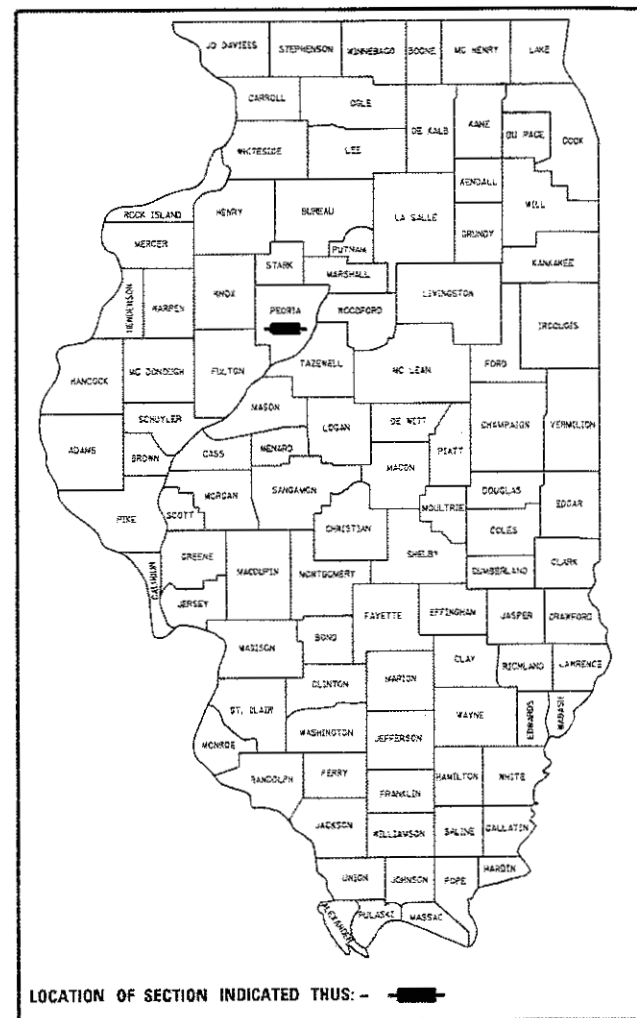 JO DAVIESS STEPHENSON WINNEBAGO BOONE MC HENRY LAKE
CARROLL OGLE DE KALB KANE DU PAGE COOK
WHITESIDE LEE
KENDALL
ROCK ISLAND HENRY BUREAU LA SALLE GRUNDY WILL
MERCER PUTNAM
STARK MARSHALL KANKAKEE
HENDERSON WARREN KNOX PEORIA WOODFORD LIVINGSTON IROQUOIS
HANCOCK MC DONOUGH FULTON TAZEWELL MC LEAN FORD
MASON
SCHUYLER LOGAN DE WITT CHAMPAIGN VERMILION
ADAMS BROWN CASS MENARD PIATT
MACON
PIKE SCOTT MORGAN SANGAMON MOULTRIE DOUGLAS EDGAR
CHRISTIAN COLES
CALHOUN GREENE MACOUPIN MONTGOMERY SHELBY CUMBERLAND CLARK
JERSEY FAYETTE EFFINGHAM JASPER CRAWFORD
MADISON BOND
CLAY RICHLAND LAWRENCE
CLINTON MARION
ST. CLAIR WAYNE EDWARDS WABASH
WASHINGTON JEFFERSON
MONROE
RANDOLPH PERRY HAMILTON WHITE
FRANKLIN
JACKSON WILLIAMSON SALINE GALLATIN
UNION JOHNSON POPE HARDIN
ALEXANDER PULASKI MASSAC
LOCATION OF SECTION INDICATED THUS: -